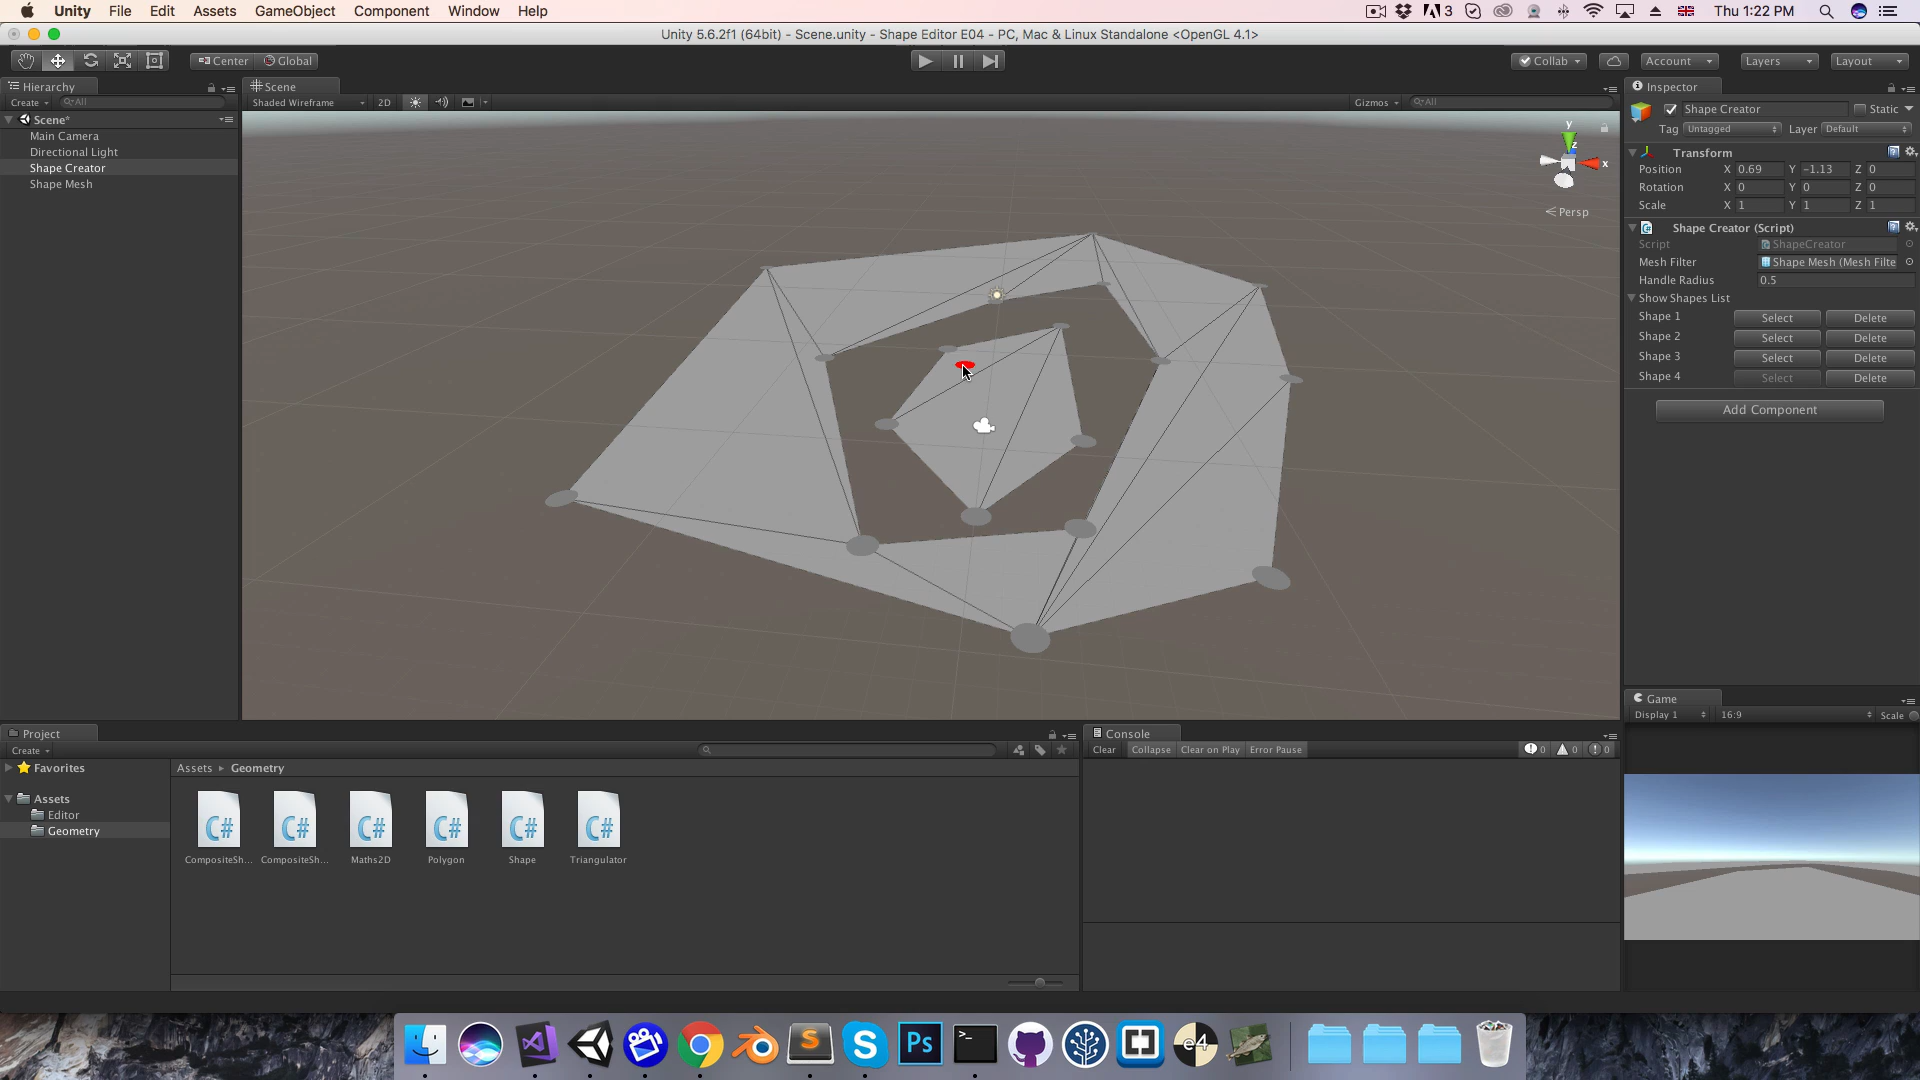 Unity File Edit Assets GameObject Component Window Help
3
Thu 1:22 PM
Unity 5.6.2f1 (64bit) - Scene.unity - Shape Editor E04 - PC, Mac & Linux Standalone <OpenGL 4.1>
Center Global
Collab Account Layers Layout
Hierarchy
Create All
Scene*
Main Camera
Directional Light
Shape Creator
Shape Mesh
Scene
Shaded Wireframe 2D
Gizmos All
y
z
x
Persp
Inspector
Shape Creator Static
Tag Untagged Layer Default
Transform
Position X 0.69 Y -1.13 Z 0
Rotation X 0 Y 0 Z 0
Scale X 1 Y 1 Z 1
Shape Creator (Script)
Script ShapeCreator
Mesh Filter Shape Mesh (Mesh Filte
Handle Radius 0.5
Show Shapes List
Shape 1 Select Delete
Shape 2 Select Delete
Shape 3 Select Delete
Shape 4 Select Delete
Add Component
Game
Display 1 16:9 Scale
Project
Create
Favorites
Assets
Editor
Geometry
Assets Geometry
C# C# C# C# C# C#
CompositeSh... CompositeSh... Maths2D Polygon Shape Triangulator
Console
Clear Collapse Clear on Play Error Pause
0 0 0
S S Ps >_ e4